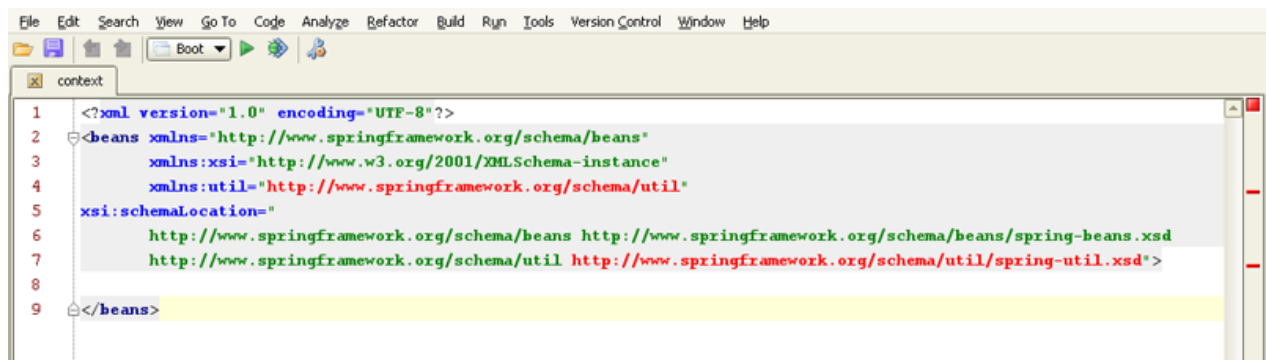 File Edit Search View Go To Code Analyze Refactor Build Run Tools Version Control Window Help
Boot
context
1 <?xml version="1.0" encoding="UTF-8"?>
2 <beans xmlns="http://www.springframework.org/schema/beans"
3 xmlns:xsi="http://www.w3.org/2001/XMLSchema-instance"
4 xmlns:util="http://www.springframework.org/schema/util"
5 xsi:schemaLocation="
6 http://www.springframework.org/schema/beans http://www.springframework.org/schema/beans/spring-beans.xsd
7 http://www.springframework.org/schema/util http://www.springframework.org/schema/util/spring-util.xsd">
8
9 </beans>